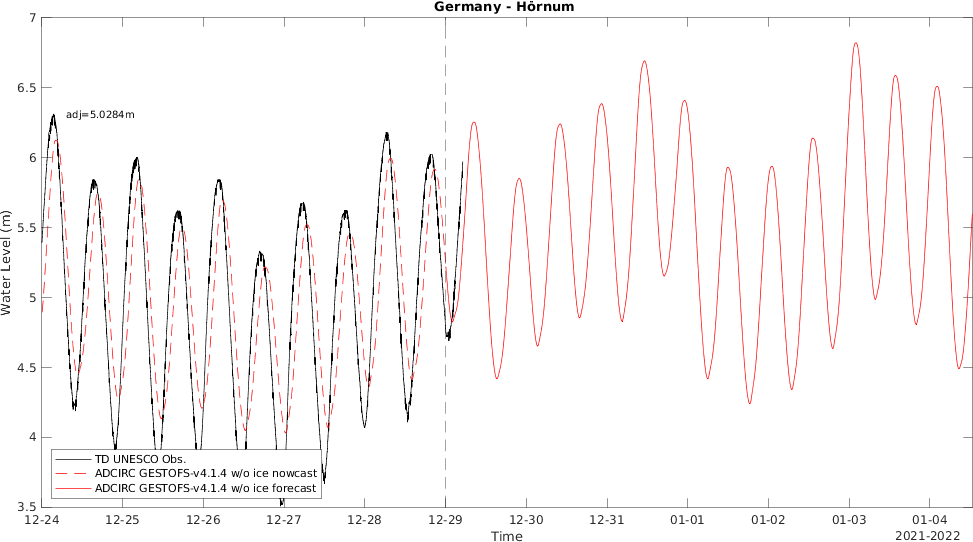 Germany - Hörnum
7
6.5
6
5.5
5
4.5
4
3.5
Water Level (m)
adj=5.0284m
TD UNESCO Obs.
ADCIRC GESTOFS-v4.1.4 w/o ice nowcast
ADCIRC GESTOFS-v4.1.4 w/o ice forecast
12-24 12-25 12-26 12-27 12-28 12-29 12-30 12-31 01-01 01-02 01-03 01-04
Time
2021-2022